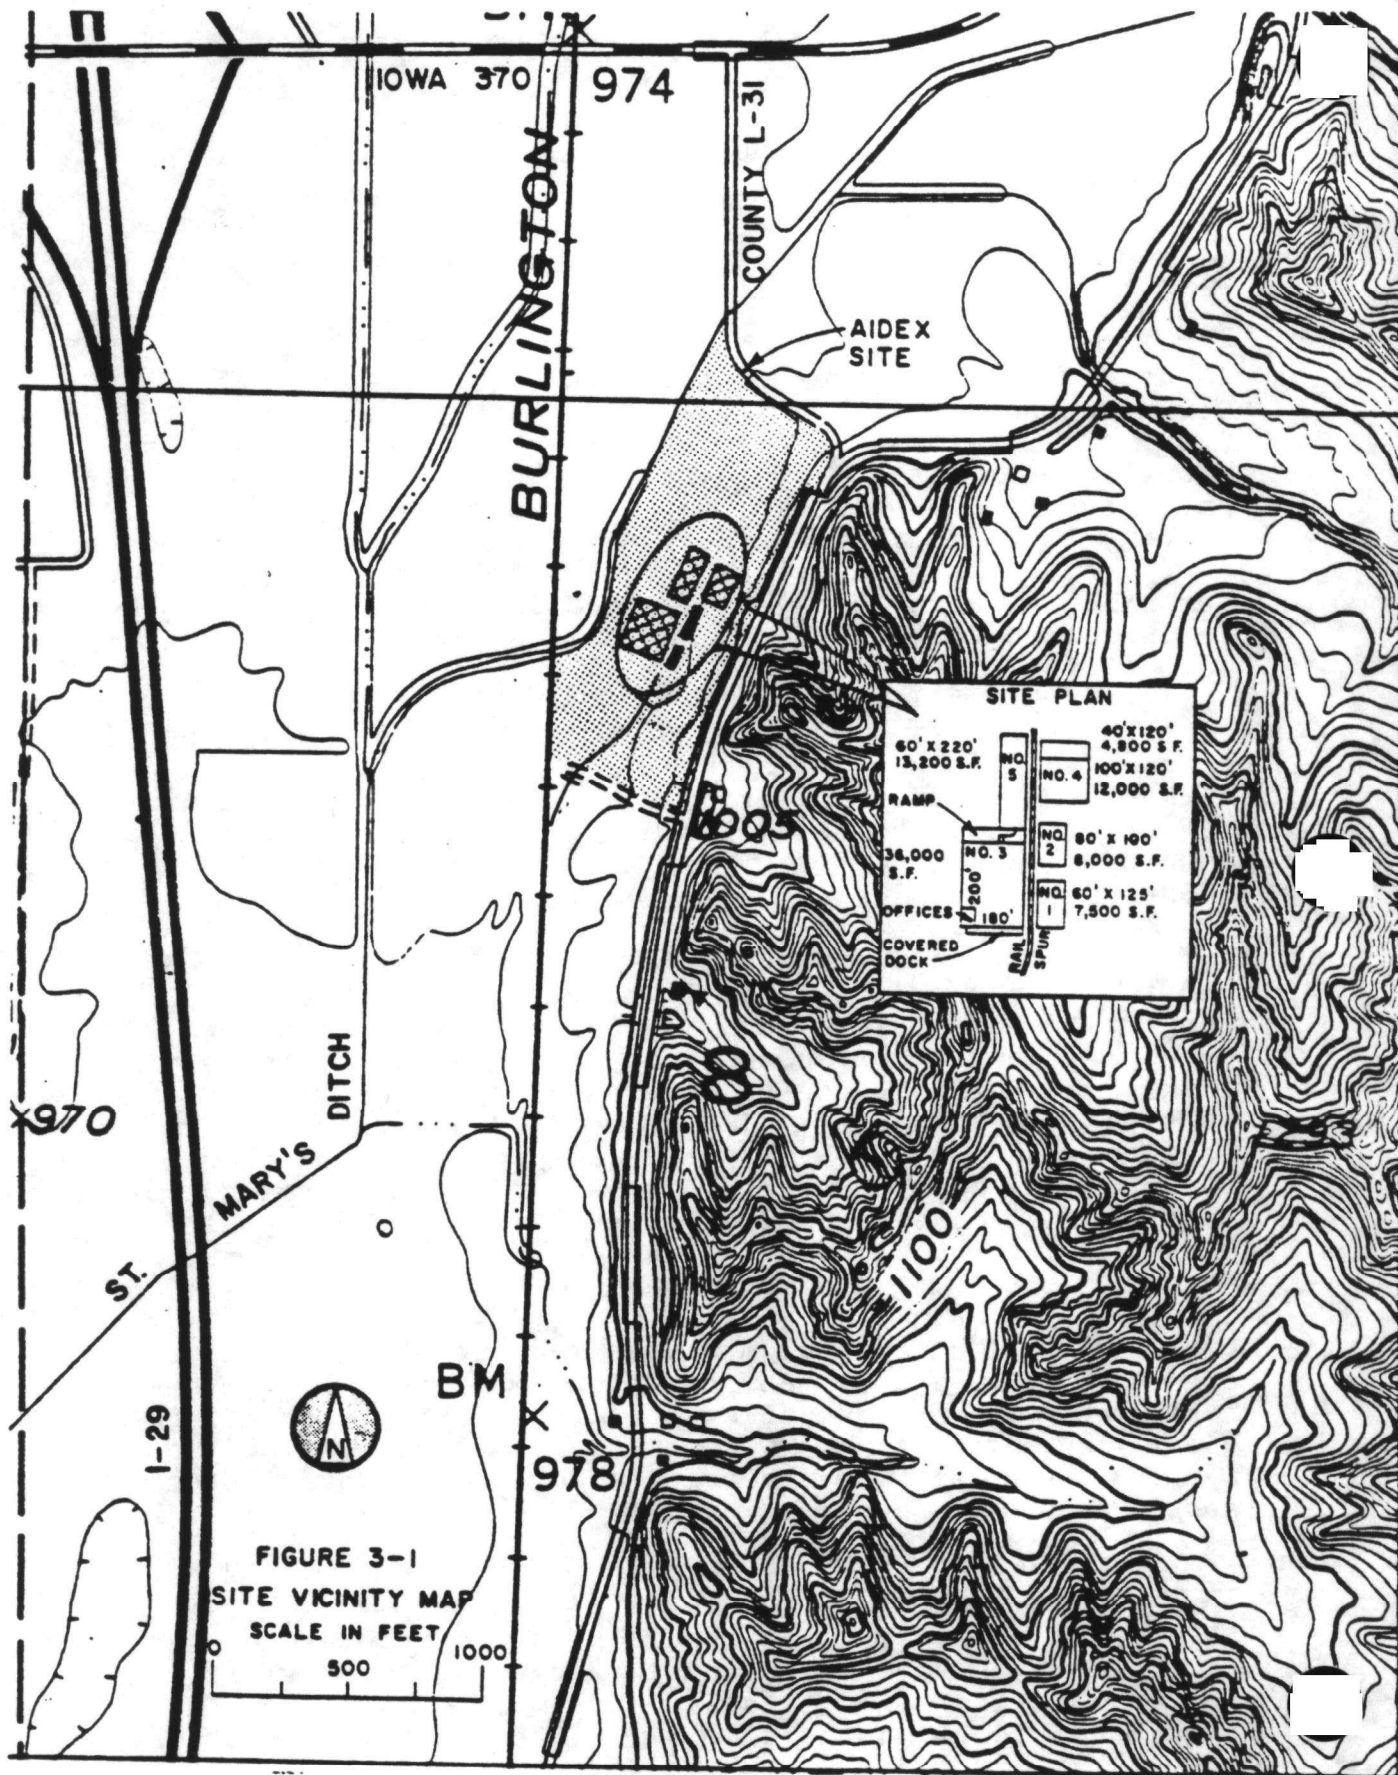 IOWA 370
974
COUNTY L-31
BURLINGTON
AIDEX
SITE
SITE PLAN
60' X 220'
13,200 S.F.
NO.
5
40'X120'
4,800 S.F.
NO. 4
100'X120'
12,000 S.F.
RAMP
NO. 3
36,000
S.F.
200'
180'
NO.
2
80' X 100'
8,000 S.F.
OFFICES
NO.
1
60' X 125'
7,500 S.F.
COVERED
DOCK
RAIL
SPUR
1005
DITCH
970
MARY'S
ST.
1100
BM
978
I-29
N
FIGURE 3-1
SITE VICINITY MAP
SCALE IN FEET
0
500
1000